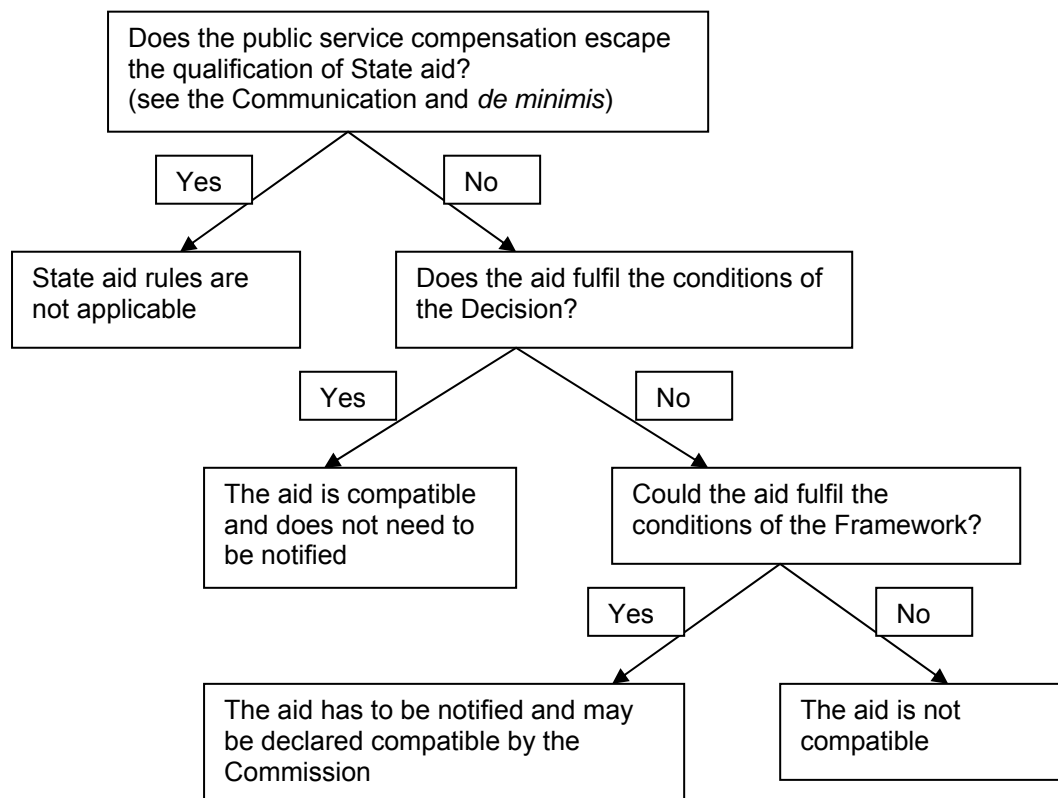 Does the public service compensation escape
the qualification of State aid?
(see the Communication and de minimis)
Yes
No
State aid rules are
not applicable
Does the aid fulfil the conditions of
the Decision?
Yes
No
The aid is compatible
and does not need to
be notified
Could the aid fulfil the
conditions of the Framework?
Yes
No
The aid has to be notified and may
be declared compatible by the
Commission
The aid is not
compatible